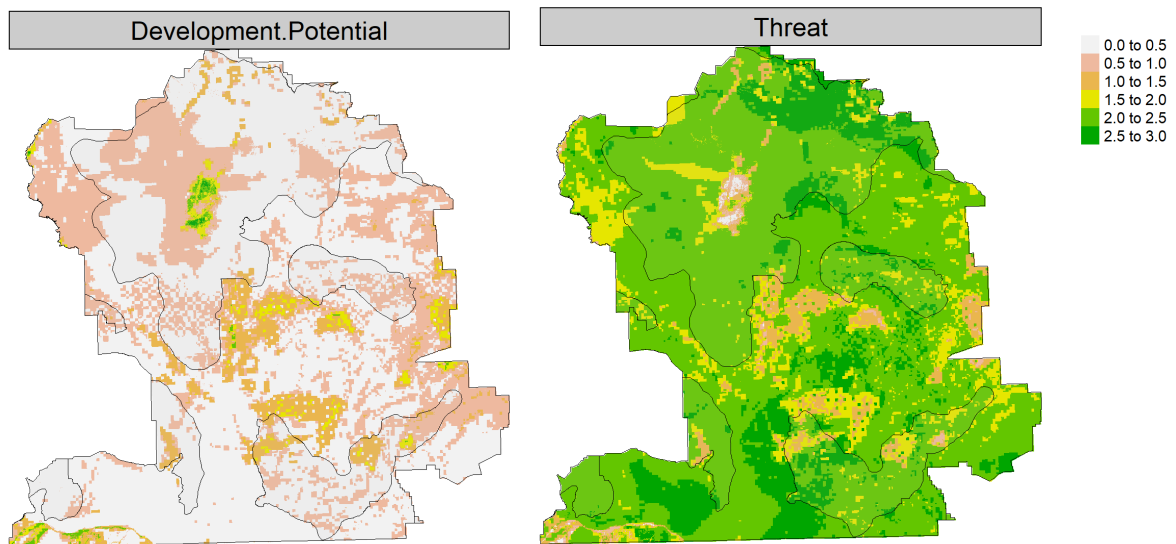 Development.Potential
Threat
0.0 to 0.5
0.5 to 1.0
1.0 to 1.5
1.5 to 2.0
2.0 to 2.5
2.5 to 3.0